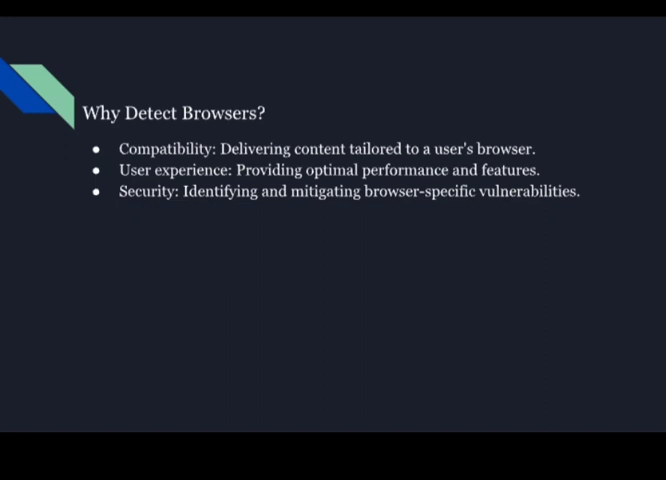 Why Detect Browsers?
● Compatibility: Delivering content tailored to a user's browser.
● User experience: Providing optimal performance and features.
● Security: Identifying and mitigating browser-specific vulnerabilities.